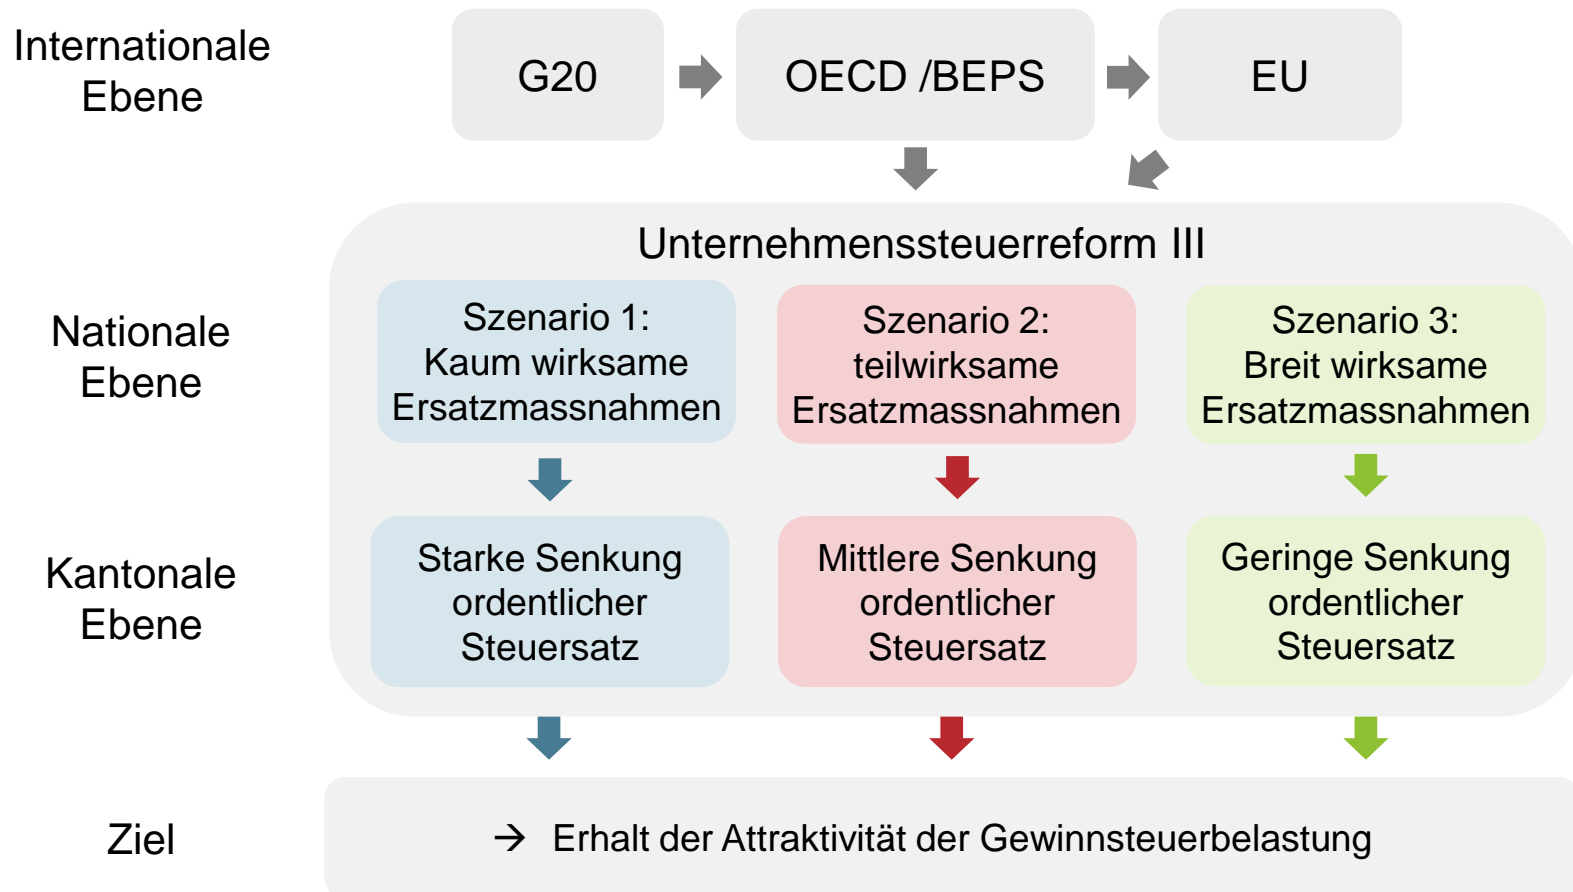 Internationale
Ebene
G20
OECD /BEPS
EU
Unternehmenssteuerreform III
Nationale
Ebene
Szenario 1:
Kaum wirksame
Ersatzmassnahmen
Szenario 2:
teilwirksame
Ersatzmassnahmen
Szenario 3:
Breit wirksame
Ersatzmassnahmen
Kantonale
Ebene
Starke Senkung
ordentlicher
Steuersatz
Mittlere Senkung
ordentlicher
Steuersatz
Geringe Senkung
ordentlicher
Steuersatz
Ziel
→ Erhalt der Attraktivität der Gewinnsteuerbelastung